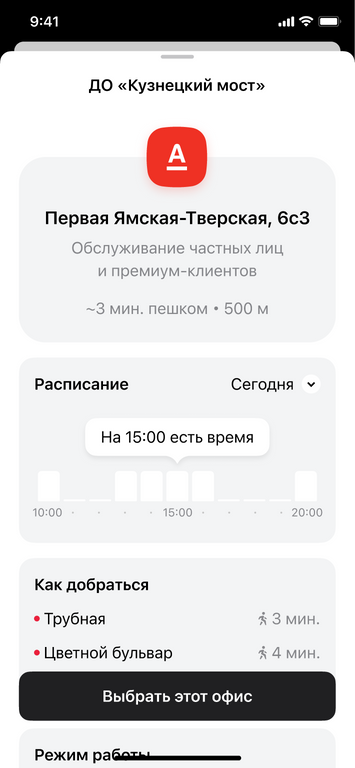 9:41
ДО «Кузнецкий мост»
А
Первая Ямская-Тверская, 6с3
Обслуживание частных лиц
и премиум-клиентов
~3 мин. пешком • 500 м
Расписание Сегодня
На 15:00 есть время
10:00 15:00 20:00
Как добраться
Трубная 3 мин.
Цветной бульвар 4 мин.
Выбрать этот офис
Режим работы